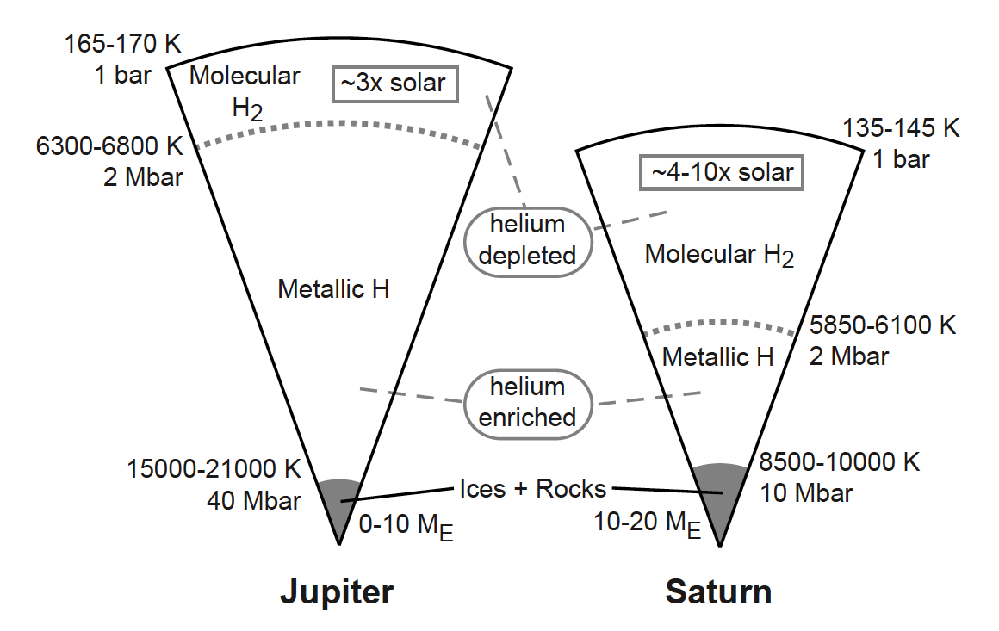 165-170 K
1 bar
Molecular
H2
~3x solar
6300-6800 K
2 Mbar
Metallic H
15000-21000 K
40 Mbar
0-10 ME
Jupiter
helium
depleted
helium
enriched
Ices + Rocks
135-145 K
1 bar
~4-10x solar
Molecular H2
5850-6100 K
2 Mbar
Metallic H
8500-10000 K
10 Mbar
10-20 ME
Saturn